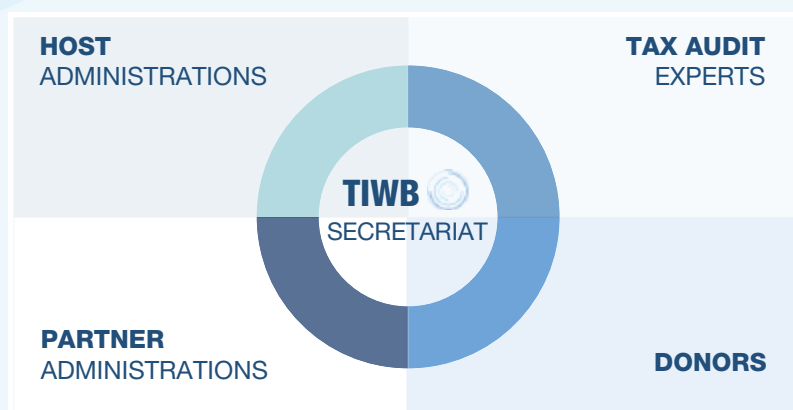 HOST
ADMINISTRATIONS
TAX AUDIT
EXPERTS
TIWB
SECRETARIAT
PARTNER
ADMINISTRATIONS
DONORS